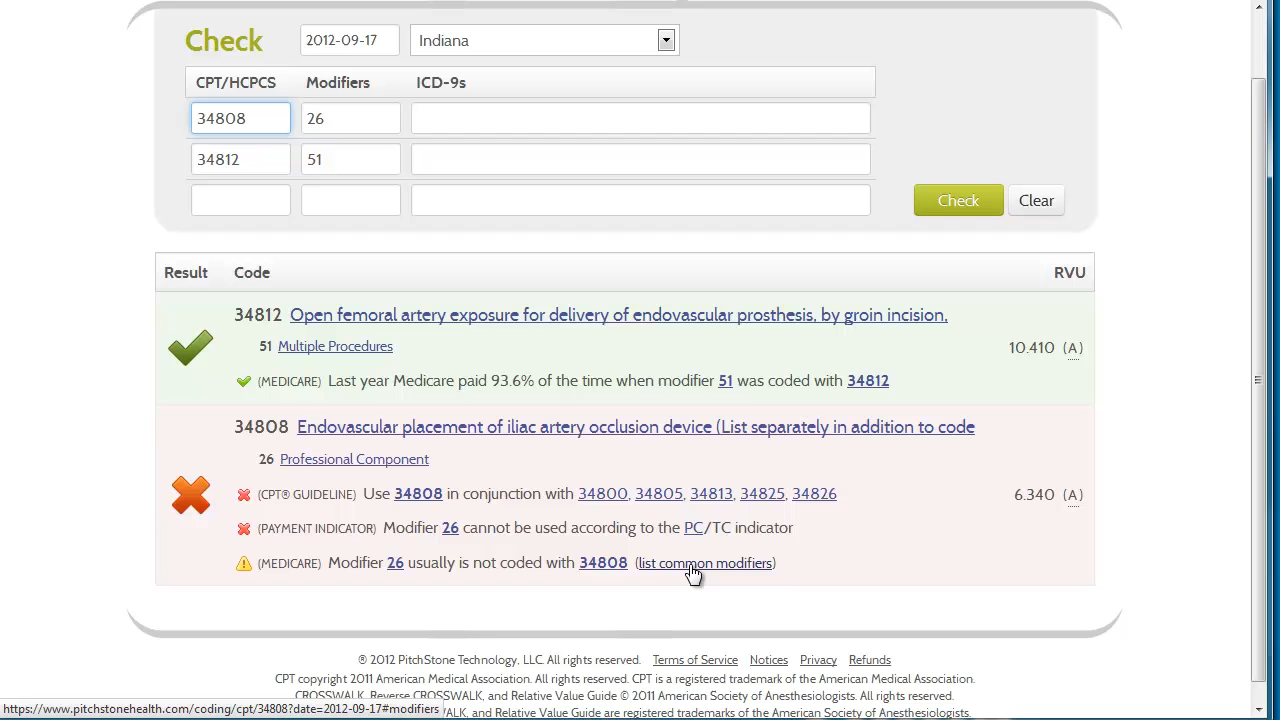 Check 2012-09-17 Indiana
CPT/HCPCS Modifiers ICD-9s
34808 26
34812 51
Check Clear
Result Code RVU
34812 Open femoral artery exposure for delivery of endovascular prosthesis, by groin incision,
51 Multiple Procedures
10.410 (A)
(MEDICARE) Last year Medicare paid 93.6% of the time when modifier 51 was coded with 34812
34808 Endovascular placement of iliac artery occlusion device (List separately in addition to code
26 Professional Component
(CPT® GUIDELINE) Use 34808 in conjunction with 34800, 34805, 34813, 34825, 34826
6.340 (A)
(PAYMENT INDICATOR) Modifier 26 cannot be used according to the PC/TC indicator
(MEDICARE) Modifier 26 usually is not coded with 34808 (list common modifiers)
© 2012 PitchStone Technology, LLC. All rights reserved. Terms of Service Notices Privacy Refunds
CPT copyright 2011 American Medical Association. All rights reserved. CPT is a registered trademark of the American Medical Association.
CROSSWALK, Reverse CROSSWALK, and Relative Value Guide © 2011 American Society of Anesthesiologists. All rights reserved.
https://www.pitchstonehealth.com/coding/cpt/34808?date=2012-09-17#modifiers
WALK, and Relative Value Guide are registered trademarks of the American Society of Anesthesiologists.